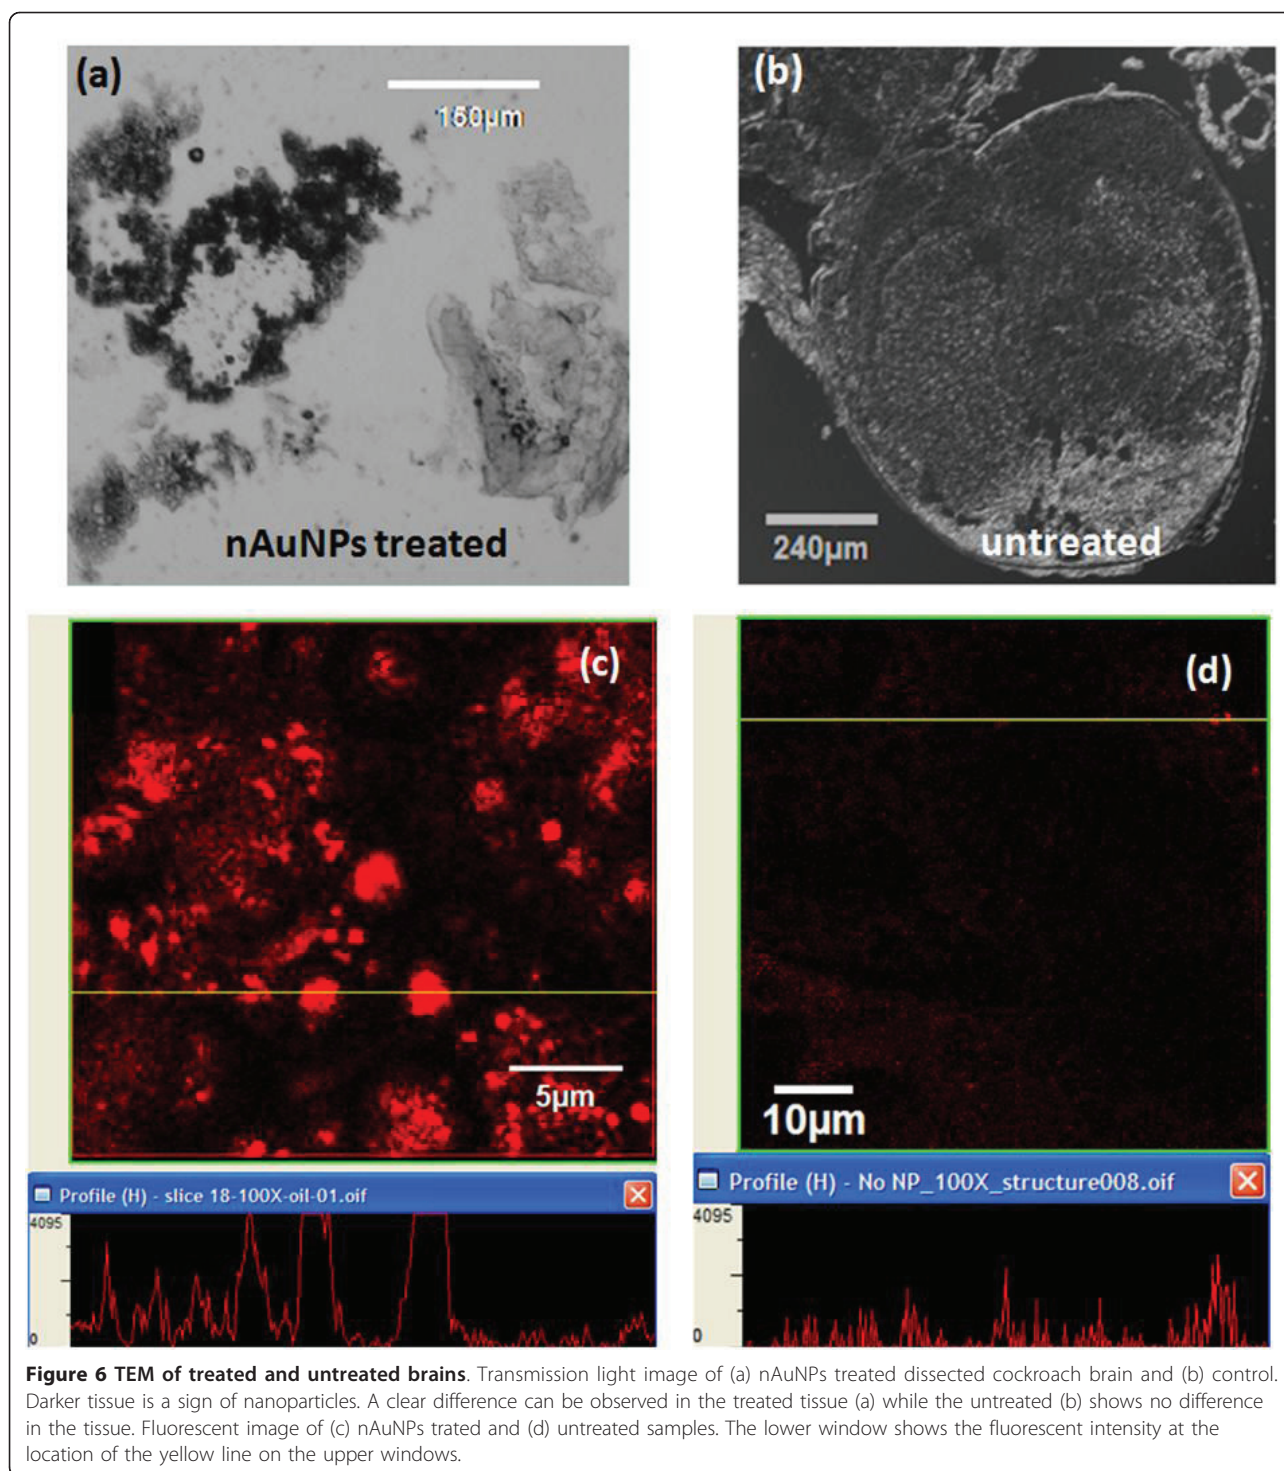 (a)
150µm
nAuNPs treated
(b)
240µm
untreated
(c)
5µm
(d)
10µm
Profile (H) - slice 18-100X-oil-01.oif
4095
0
Profile (H) - No NP_100X_structure008.oif
4095
0
Figure 6 TEM of treated and untreated brains. Transmission light image of (a) nAuNPs treated dissected cockroach brain and (b) control.
Darker tissue is a sign of nanoparticles. A clear difference can be observed in the treated tissue (a) while the untreated (b) shows no difference
in the tissue. Fluorescent image of (c) nAuNPs trated and (d) untreated samples. The lower window shows the fluorescent intensity at the
location of the yellow line on the upper windows.